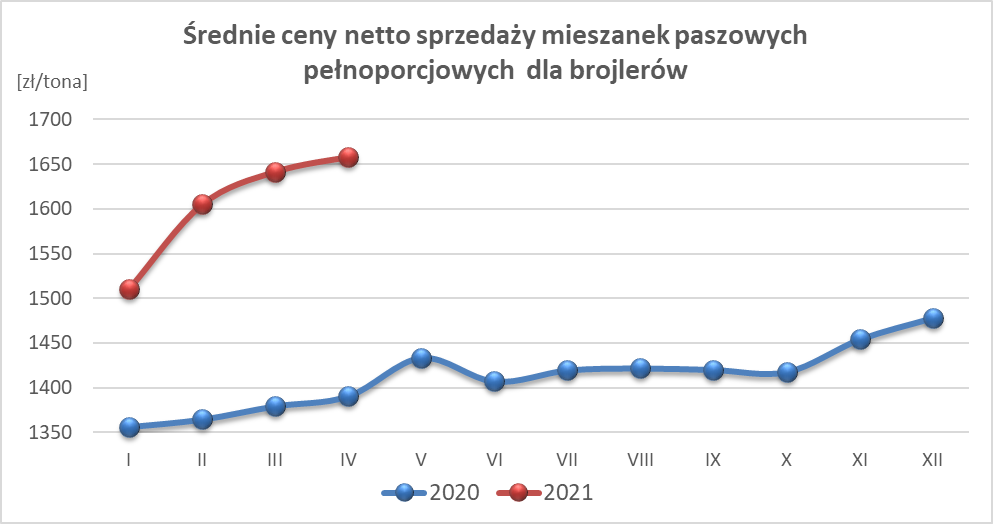 Średnie ceny netto sprzedaży mieszanek paszowych
pełnoporcjowych dla brojlerów
[zł/tona]
1700
1650
1600
1550
1500
1450
1400
1350
I II III IV V VI VII VIII IX X XI XII
2020 2021